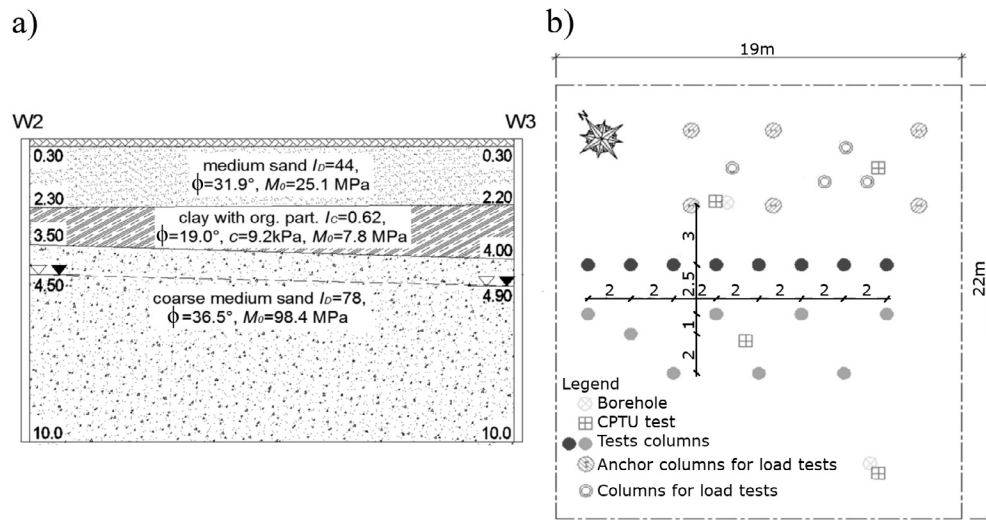 a)
b)
W2
W3
0.30
0.30
medium sand I_D=44,
ϕ=31.9°, M₀=25.1 MPa
2.30
2.20
clay with org. part. I_C=0.62,
ϕ=19.0°, c=9.2kPa, M₀=7.8 MPa
3.50
4.00
4.50
4.90
coarse medium sand I_D=78,
ϕ=36.5°, M₀=98.4 MPa
10.0
10.0
19m
N
3
2.5
2 2 2 2 2 2 2
1
2
22m
Legend
Borehole
CPTU test
Tests columns
Anchor columns for load tests
Columns for load tests